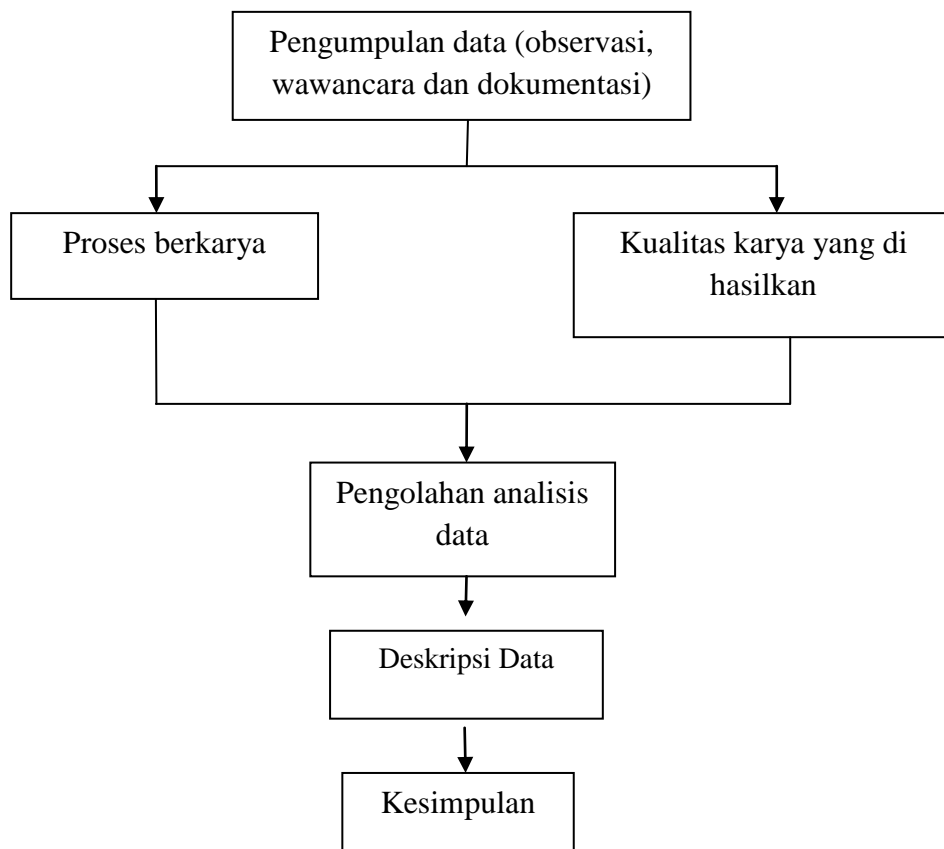 Pengumpulan data (observasi,
wawancara dan dokumentasi)
Proses berkarya
Kualitas karya yang di
hasilkan
Pengolahan analisis
data
Deskripsi Data
Kesimpulan